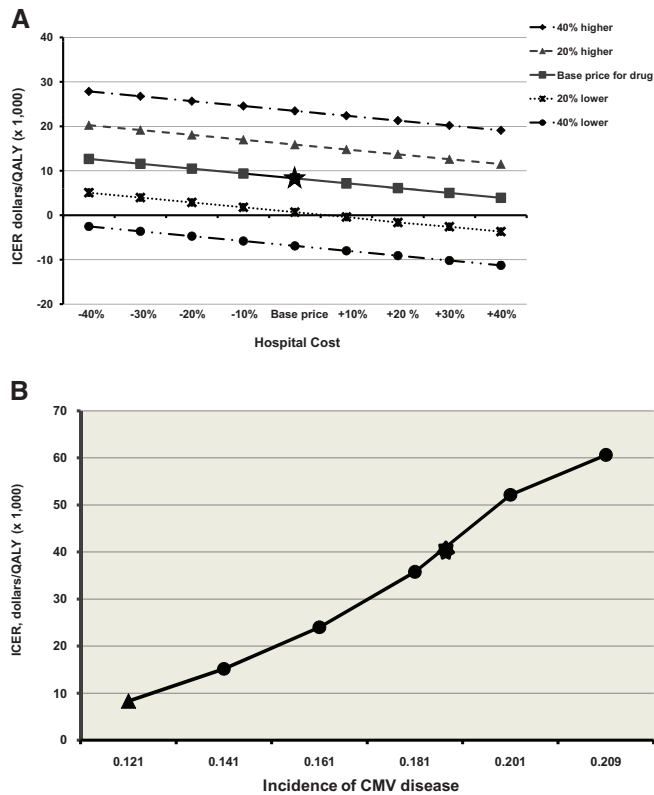 A
40
30
20
10
0
-10
-20
ICER dollars/QALY (x 1,000)
-40% -30% -20% -10% Base price +10% +20 % +30% +40%
Hospital Cost
40% higher
20% higher
Base price for drug
20% lower
40% lower
B
70
60
50
40
30
20
10
0
ICER, dollars/QALY (x 1,000)
0.121 0.141 0.161 0.181 0.201 0.209
Incidence of CMV disease